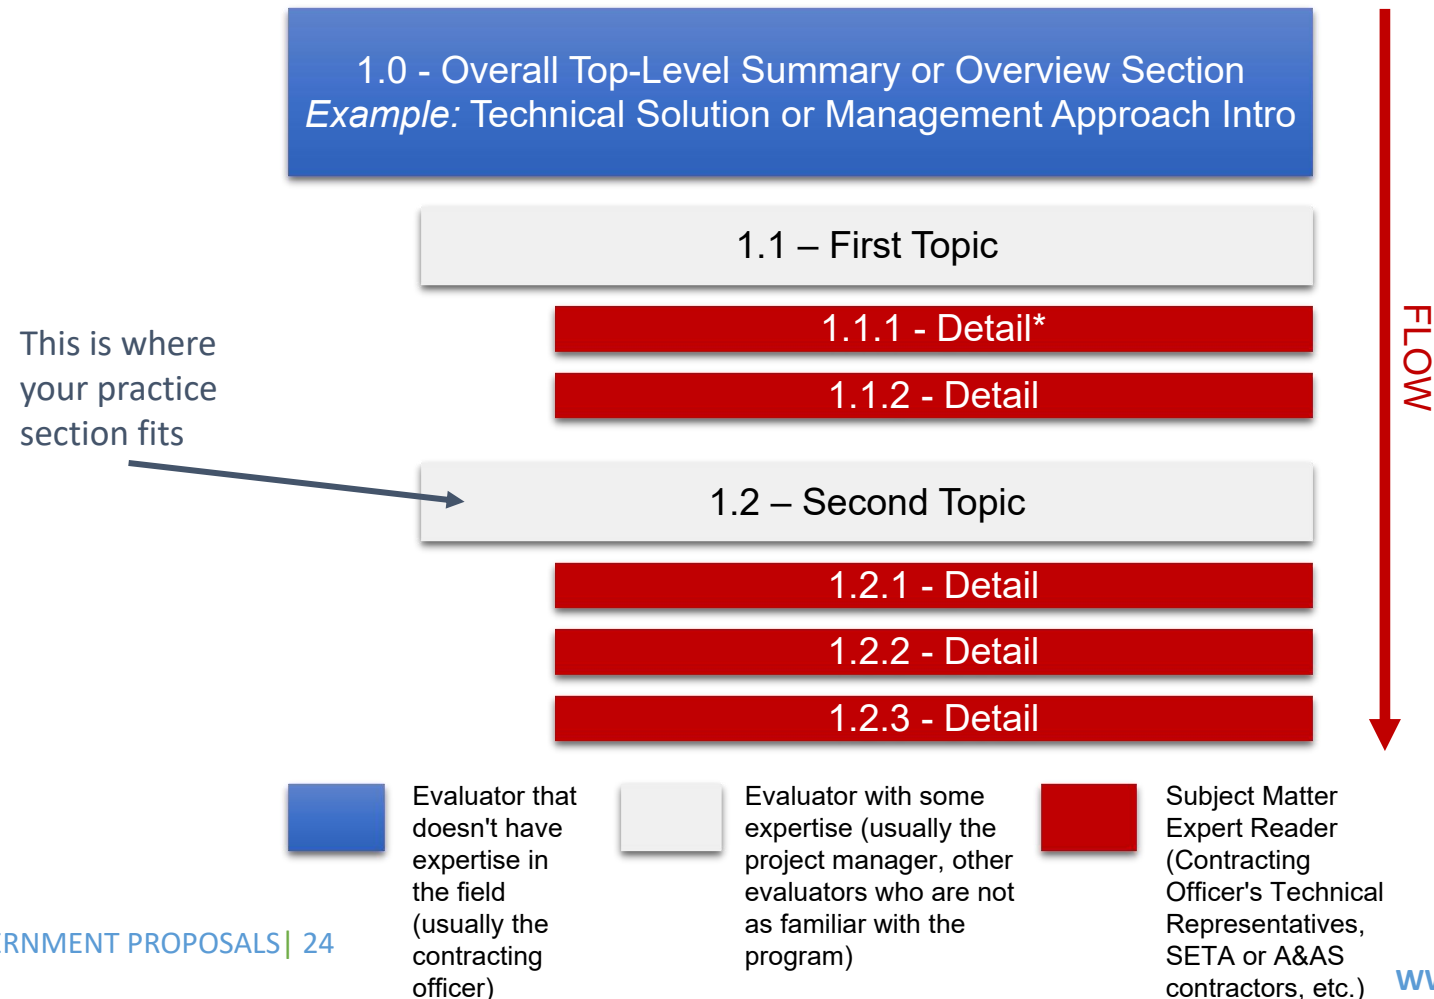 1.0 - Overall Top-Level Summary or Overview Section
Example: Technical Solution or Management Approach Intro
1.1 – First Topic
1.1.1 - Detail*
1.1.2 - Detail
This is where
your practice
section fits
1.2 – Second Topic
1.2.1 - Detail
1.2.2 - Detail
1.2.3 - Detail
FLOW
Evaluator that
doesn't have
expertise in
the field
(usually the
contracting
officer)
Evaluator with some
expertise (usually the
project manager, other
evaluators who are not
as familiar with the
program)
Subject Matter
Expert Reader
(Contracting
Officer's Technical
Representatives,
SETA or A&AS
contractors, etc.)
ERNMENT PROPOSALS| 24